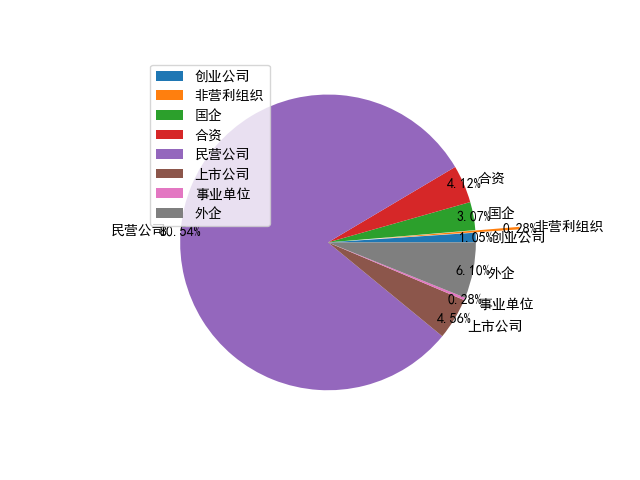 创业公司
非营利组织
国企
合资
民营公司
上市公司
事业单位
外企
4.12% 合资
3.07% 国企
0.28% 非营利组织
1.05% 创业公司
民营公司 80.54%
6.10% 外企
0.28% 事业单位
4.56% 上市公司